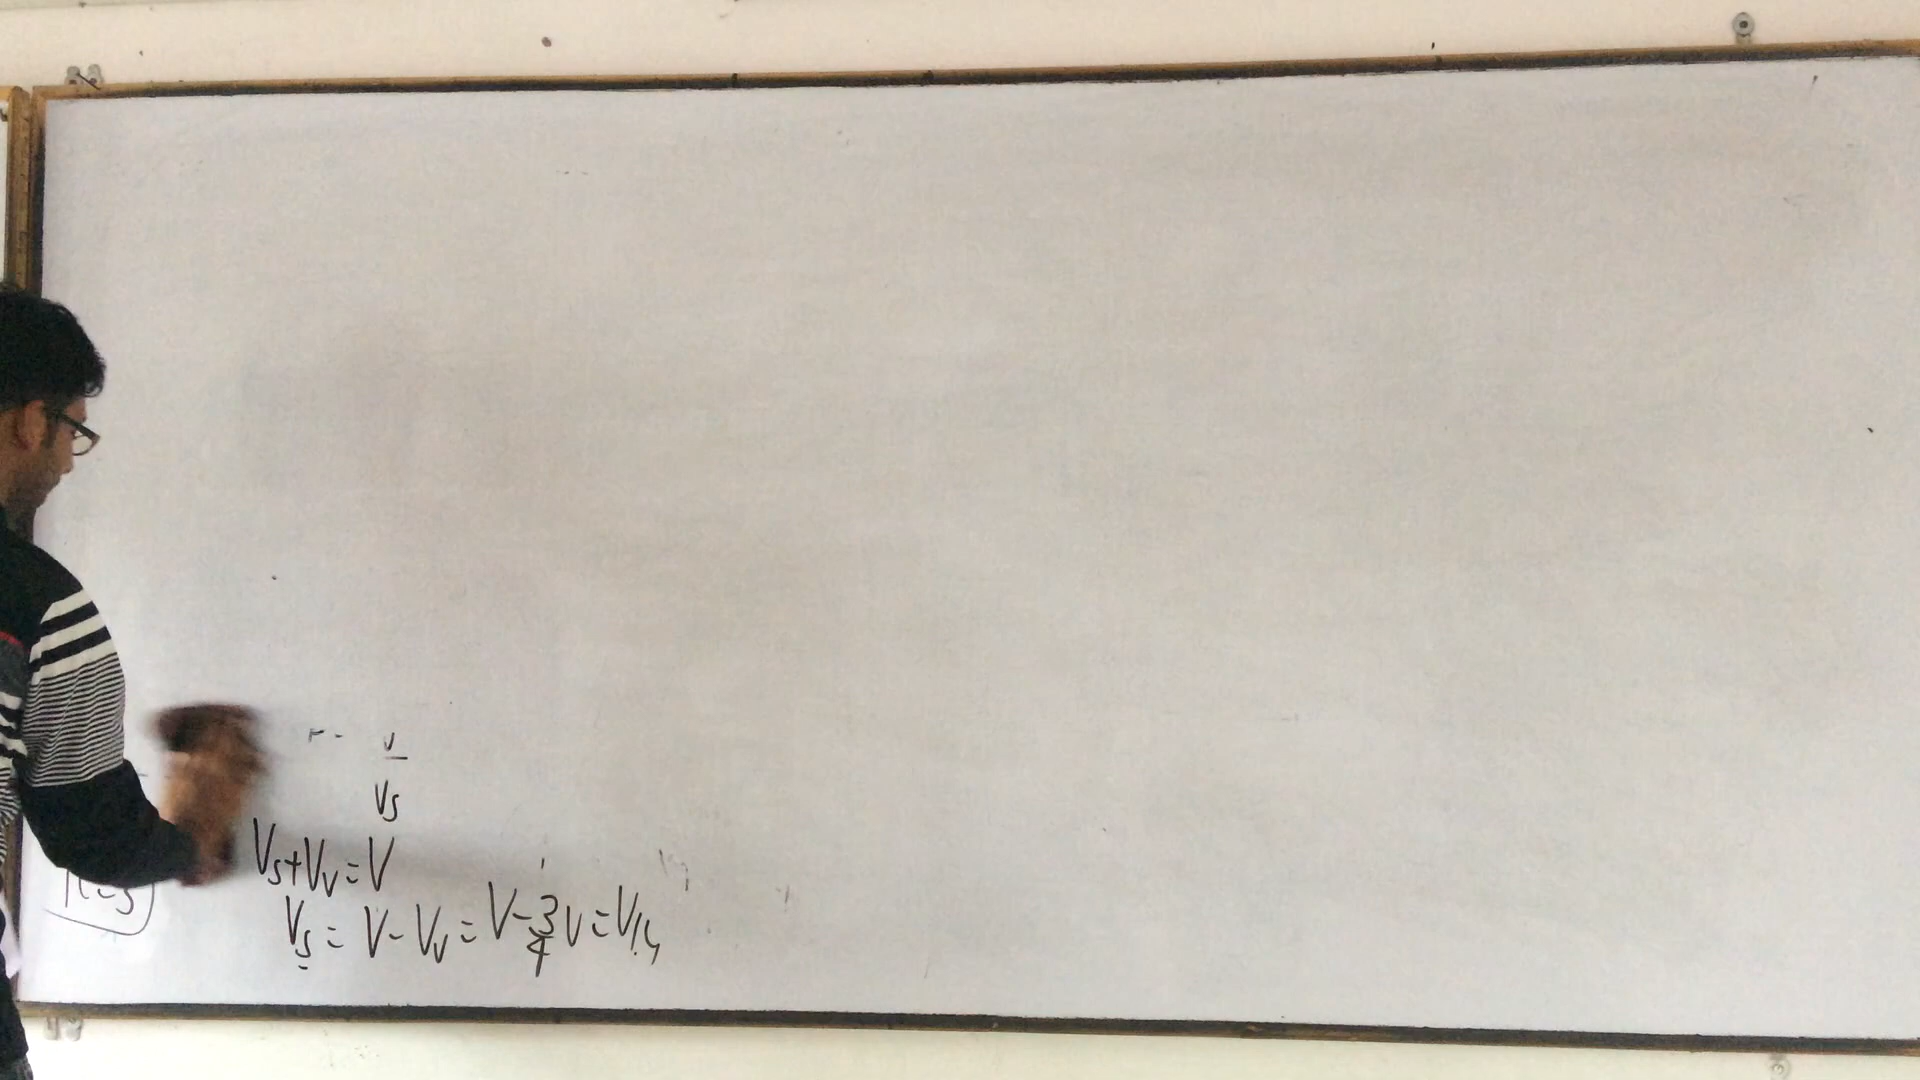 Vs
Vs+Vv=V
Vs = V - Vv = V - 3/4 V = V/4